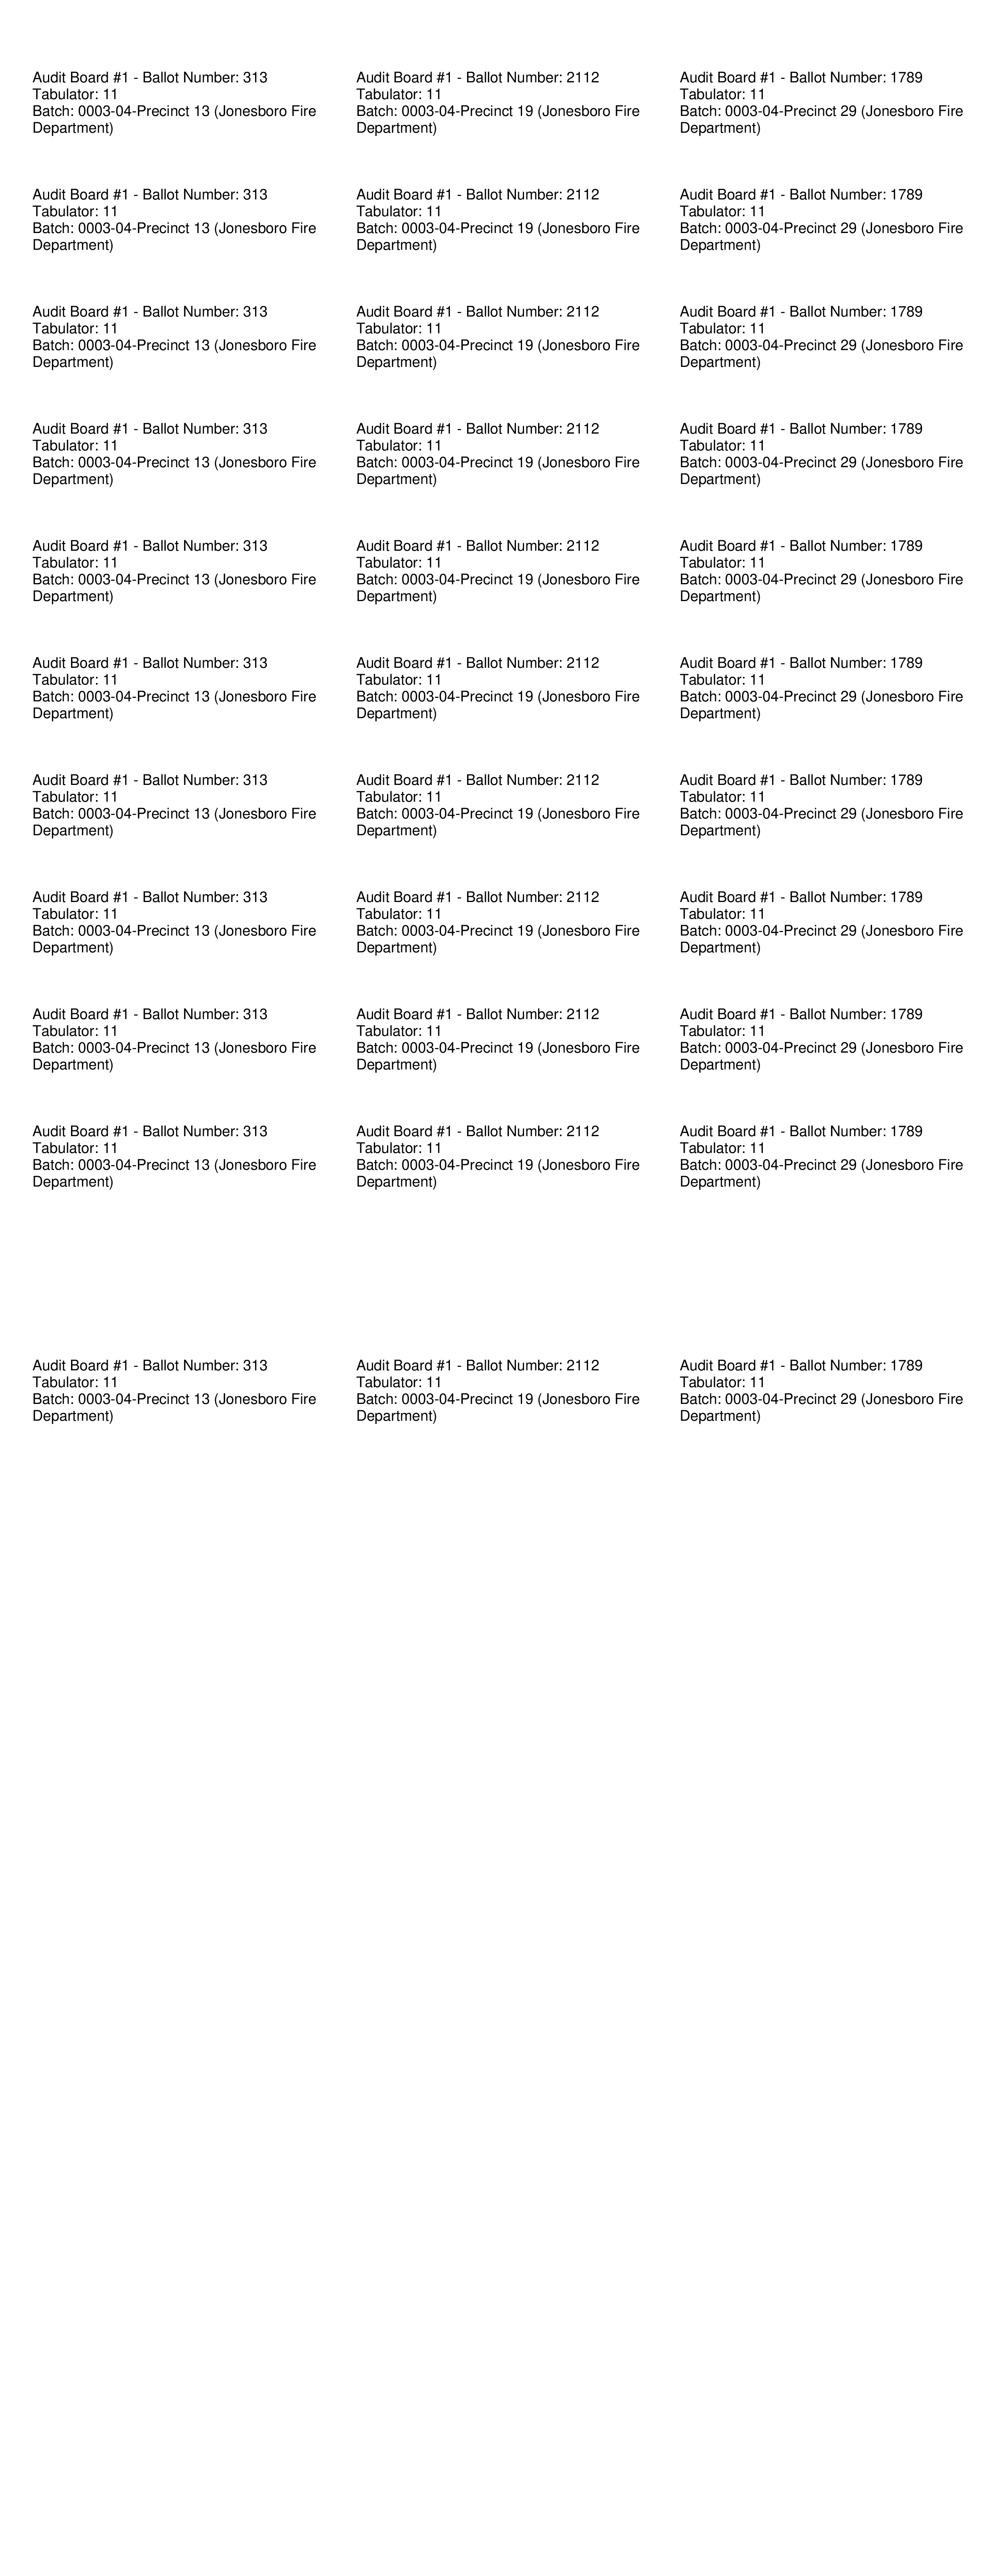 Audit Board #1 - Ballot Number: 313
Tabulator: 11
Batch: 0003-04-Precinct 13 (Jonesboro Fire
Department)
Audit Board #1 - Ballot Number: 2112
Tabulator: 11
Batch: 0003-04-Precinct 19 (Jonesboro Fire
Department)
Audit Board #1 - Ballot Number: 1789
Tabulator: 11
Batch: 0003-04-Precinct 29 (Jonesboro Fire
Department)
Audit Board #1 - Ballot Number: 313
Tabulator: 11
Batch: 0003-04-Precinct 13 (Jonesboro Fire
Department)
Audit Board #1 - Ballot Number: 2112
Tabulator: 11
Batch: 0003-04-Precinct 19 (Jonesboro Fire
Department)
Audit Board #1 - Ballot Number: 1789
Tabulator: 11
Batch: 0003-04-Precinct 29 (Jonesboro Fire
Department)
Audit Board #1 - Ballot Number: 313
Tabulator: 11
Batch: 0003-04-Precinct 13 (Jonesboro Fire
Department)
Audit Board #1 - Ballot Number: 2112
Tabulator: 11
Batch: 0003-04-Precinct 19 (Jonesboro Fire
Department)
Audit Board #1 - Ballot Number: 1789
Tabulator: 11
Batch: 0003-04-Precinct 29 (Jonesboro Fire
Department)
Audit Board #1 - Ballot Number: 313
Tabulator: 11
Batch: 0003-04-Precinct 13 (Jonesboro Fire
Department)
Audit Board #1 - Ballot Number: 2112
Tabulator: 11
Batch: 0003-04-Precinct 19 (Jonesboro Fire
Department)
Audit Board #1 - Ballot Number: 1789
Tabulator: 11
Batch: 0003-04-Precinct 29 (Jonesboro Fire
Department)
Audit Board #1 - Ballot Number: 313
Tabulator: 11
Batch: 0003-04-Precinct 13 (Jonesboro Fire
Department)
Audit Board #1 - Ballot Number: 2112
Tabulator: 11
Batch: 0003-04-Precinct 19 (Jonesboro Fire
Department)
Audit Board #1 - Ballot Number: 1789
Tabulator: 11
Batch: 0003-04-Precinct 29 (Jonesboro Fire
Department)
Audit Board #1 - Ballot Number: 313
Tabulator: 11
Batch: 0003-04-Precinct 13 (Jonesboro Fire
Department)
Audit Board #1 - Ballot Number: 2112
Tabulator: 11
Batch: 0003-04-Precinct 19 (Jonesboro Fire
Department)
Audit Board #1 - Ballot Number: 1789
Tabulator: 11
Batch: 0003-04-Precinct 29 (Jonesboro Fire
Department)
Audit Board #1 - Ballot Number: 313
Tabulator: 11
Batch: 0003-04-Precinct 13 (Jonesboro Fire
Department)
Audit Board #1 - Ballot Number: 2112
Tabulator: 11
Batch: 0003-04-Precinct 19 (Jonesboro Fire
Department)
Audit Board #1 - Ballot Number: 1789
Tabulator: 11
Batch: 0003-04-Precinct 29 (Jonesboro Fire
Department)
Audit Board #1 - Ballot Number: 313
Tabulator: 11
Batch: 0003-04-Precinct 13 (Jonesboro Fire
Department)
Audit Board #1 - Ballot Number: 2112
Tabulator: 11
Batch: 0003-04-Precinct 19 (Jonesboro Fire
Department)
Audit Board #1 - Ballot Number: 1789
Tabulator: 11
Batch: 0003-04-Precinct 29 (Jonesboro Fire
Department)
Audit Board #1 - Ballot Number: 313
Tabulator: 11
Batch: 0003-04-Precinct 13 (Jonesboro Fire
Department)
Audit Board #1 - Ballot Number: 2112
Tabulator: 11
Batch: 0003-04-Precinct 19 (Jonesboro Fire
Department)
Audit Board #1 - Ballot Number: 1789
Tabulator: 11
Batch: 0003-04-Precinct 29 (Jonesboro Fire
Department)
Audit Board #1 - Ballot Number: 313
Tabulator: 11
Batch: 0003-04-Precinct 13 (Jonesboro Fire
Department)
Audit Board #1 - Ballot Number: 2112
Tabulator: 11
Batch: 0003-04-Precinct 19 (Jonesboro Fire
Department)
Audit Board #1 - Ballot Number: 1789
Tabulator: 11
Batch: 0003-04-Precinct 29 (Jonesboro Fire
Department)
Audit Board #1 - Ballot Number: 313
Tabulator: 11
Batch: 0003-04-Precinct 13 (Jonesboro Fire
Department)
Audit Board #1 - Ballot Number: 2112
Tabulator: 11
Batch: 0003-04-Precinct 19 (Jonesboro Fire
Department)
Audit Board #1 - Ballot Number: 1789
Tabulator: 11
Batch: 0003-04-Precinct 29 (Jonesboro Fire
Department)